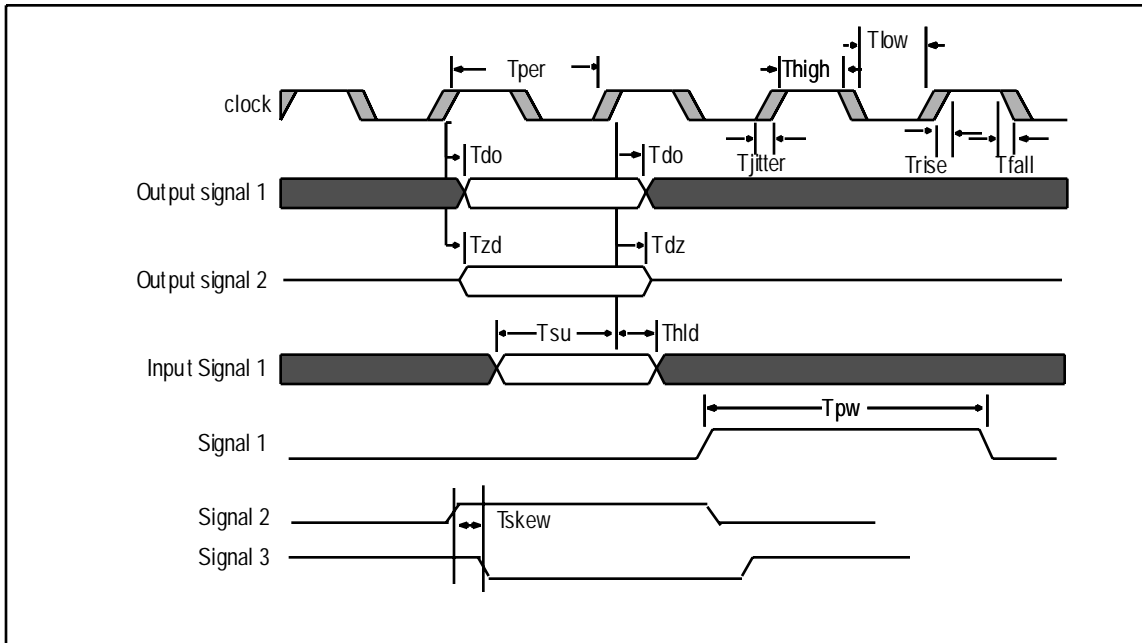 Tlow
Tper
Thigh
clock
Tdo
Tdo
Tjitter
Trise
Tfall
Output signal 1
Tzd
Tdz
Output signal 2
Tsu
Thld
Input Signal 1
Tpw
Signal 1
Signal 2
Tskew
Signal 3